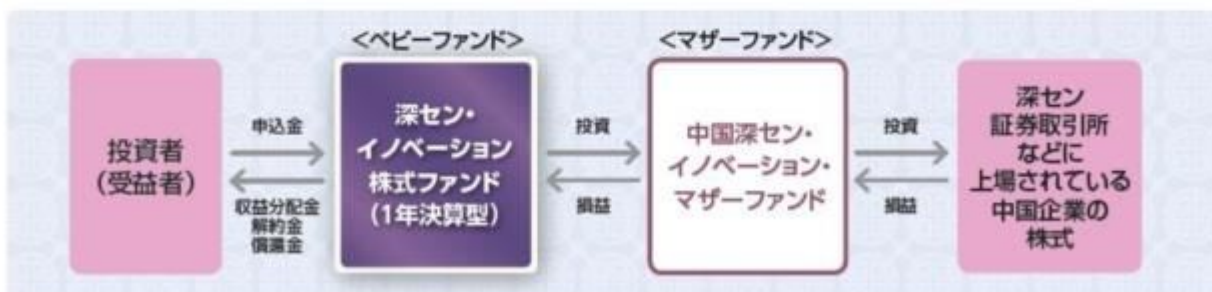 <ベビーファンド>
<マザーファンド>
投資者
(受益者)
申込金
収益分配金
解約金
償還金
深セン・
イノベーション
株式ファンド
(1年決算型)
投資
損益
中国深セン・
イノベーション・
マザーファンド
投資
損益
深セン
証券取引所
などに
上場されている
中国企業の
株式